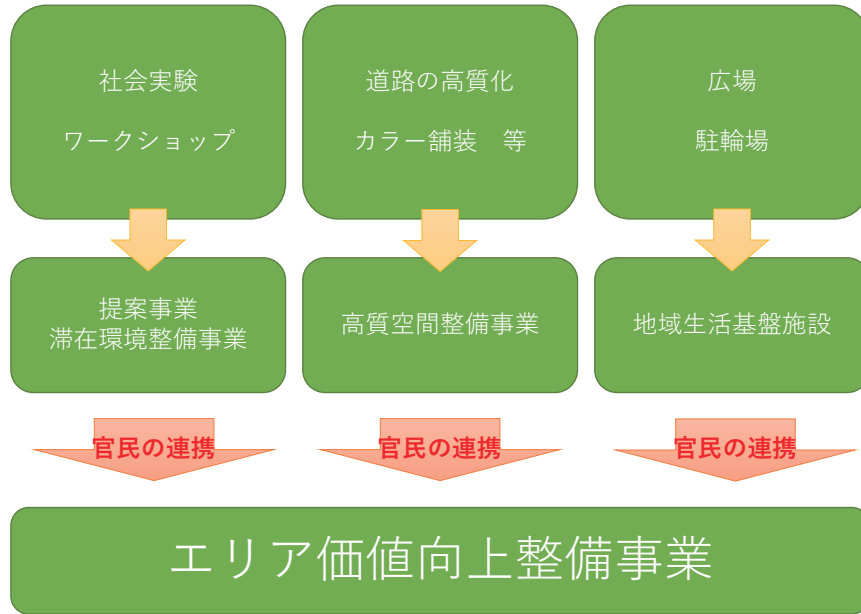 社会実験
ワークショップ
道路の高質化
カラー舗装　等
広場
駐輪場
提案事業
滞在環境整備事業
高質空間整備事業
地域生活基盤施設
官民の連携
官民の連携
官民の連携
エリア価値向上整備事業